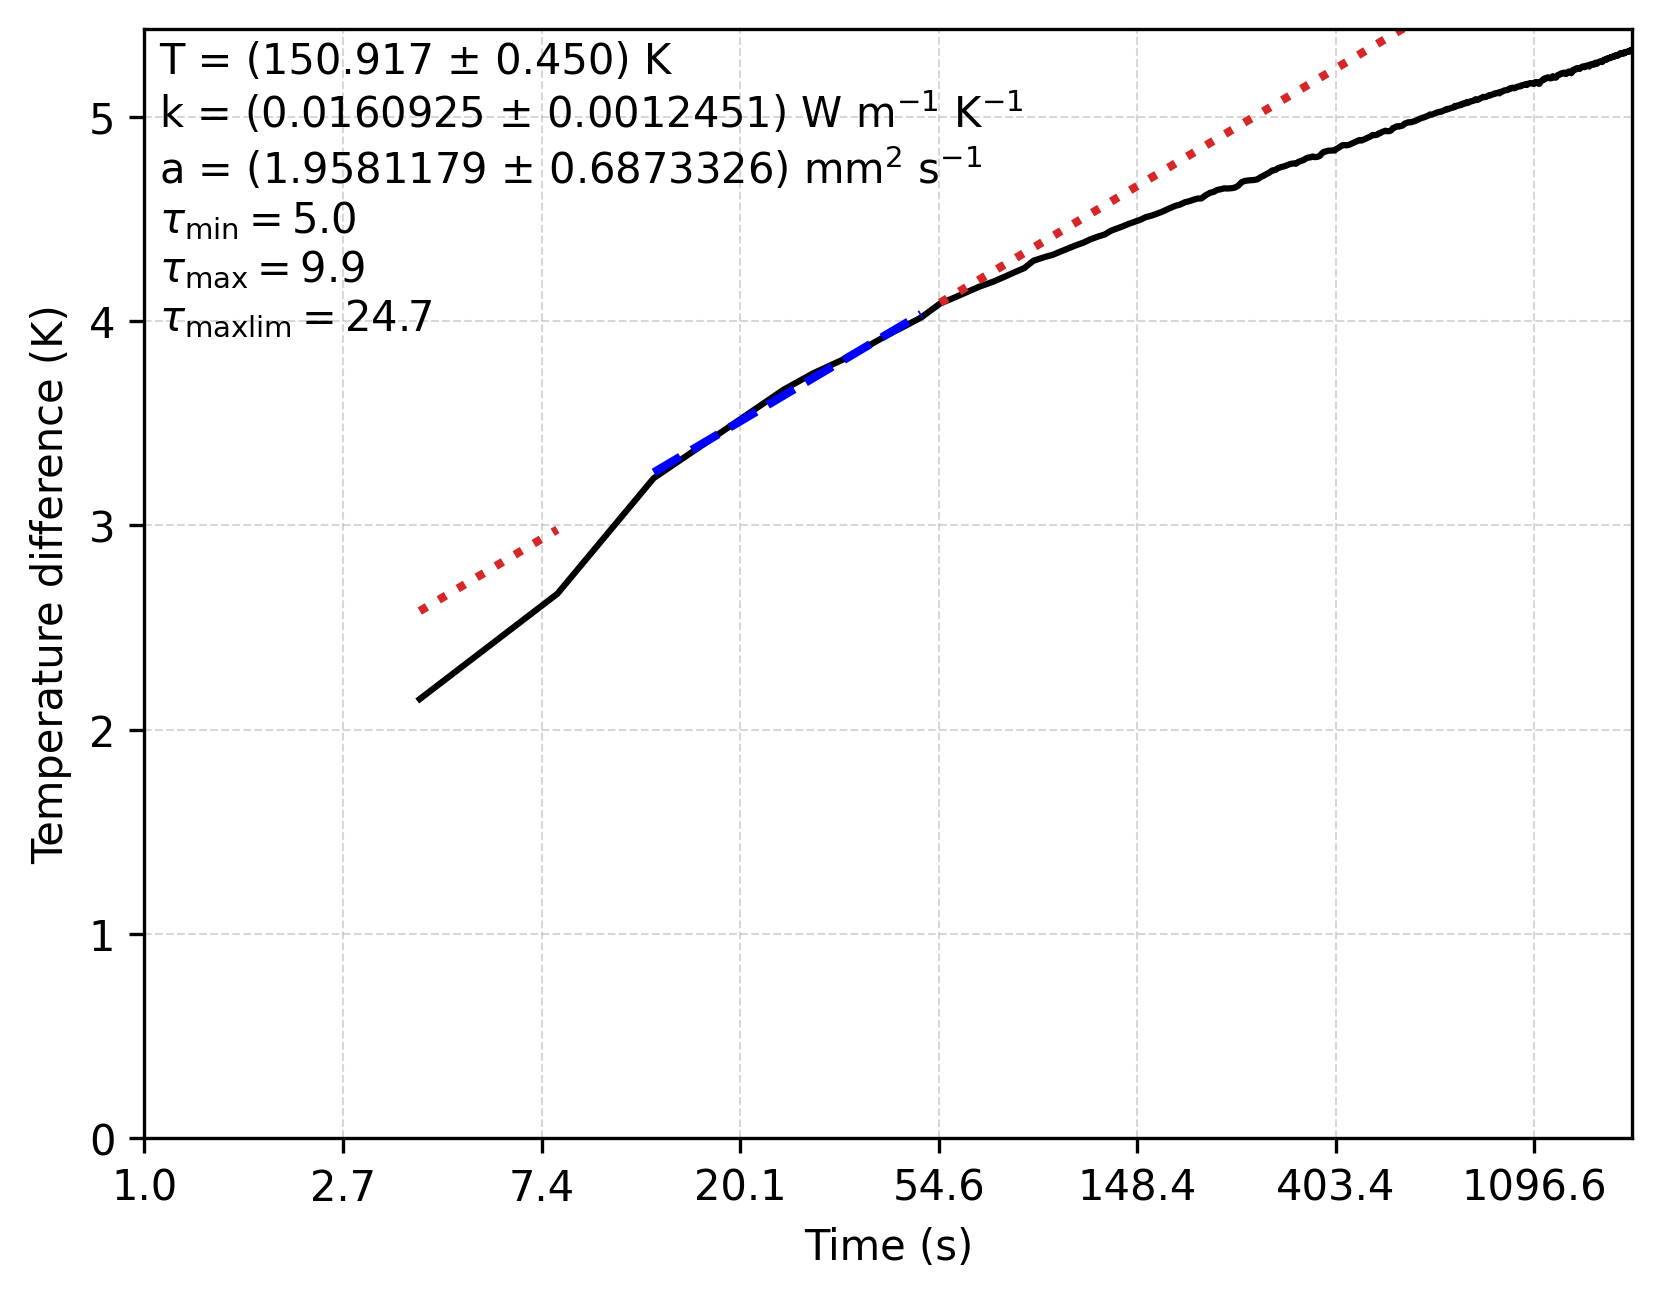 T = (150.917 ± 0.450) K
k = (0.0160925 ± 0.0012451) W m⁻¹ K⁻¹
a = (1.9581179 ± 0.6873326) mm² s⁻¹
τmin = 5.0
τmax = 9.9
τmaxlim = 24.7
Temperature difference (K)
5
4
3
2
1
0
1.0 2.7 7.4 20.1 54.6 148.4 403.4 1096.6
Time (s)